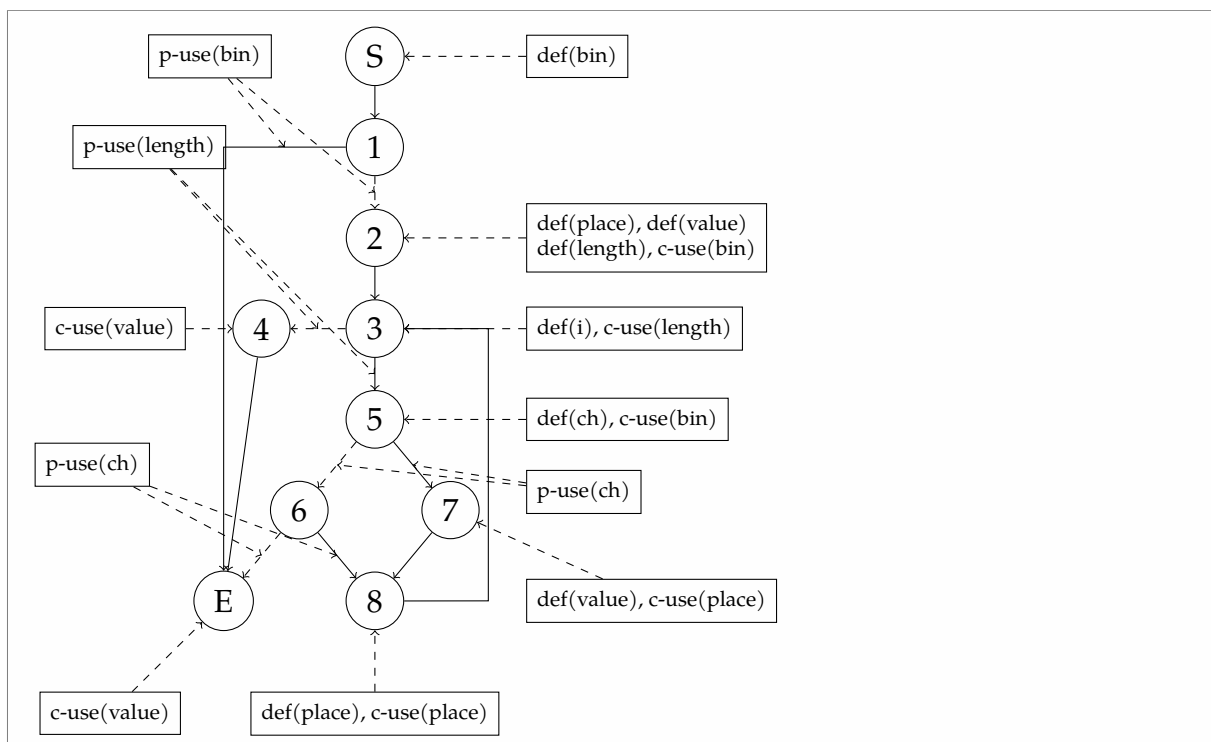 p-use(bin)
S
def(bin)
p-use(length)
1
2
def(place), def(value)
def(length), c-use(bin)
c-use(value)
4
3
def(i), c-use(length)
5
def(ch), c-use(bin)
p-use(ch)
p-use(ch)
6
7
E
8
def(value), c-use(place)
c-use(value)
def(place), c-use(place)